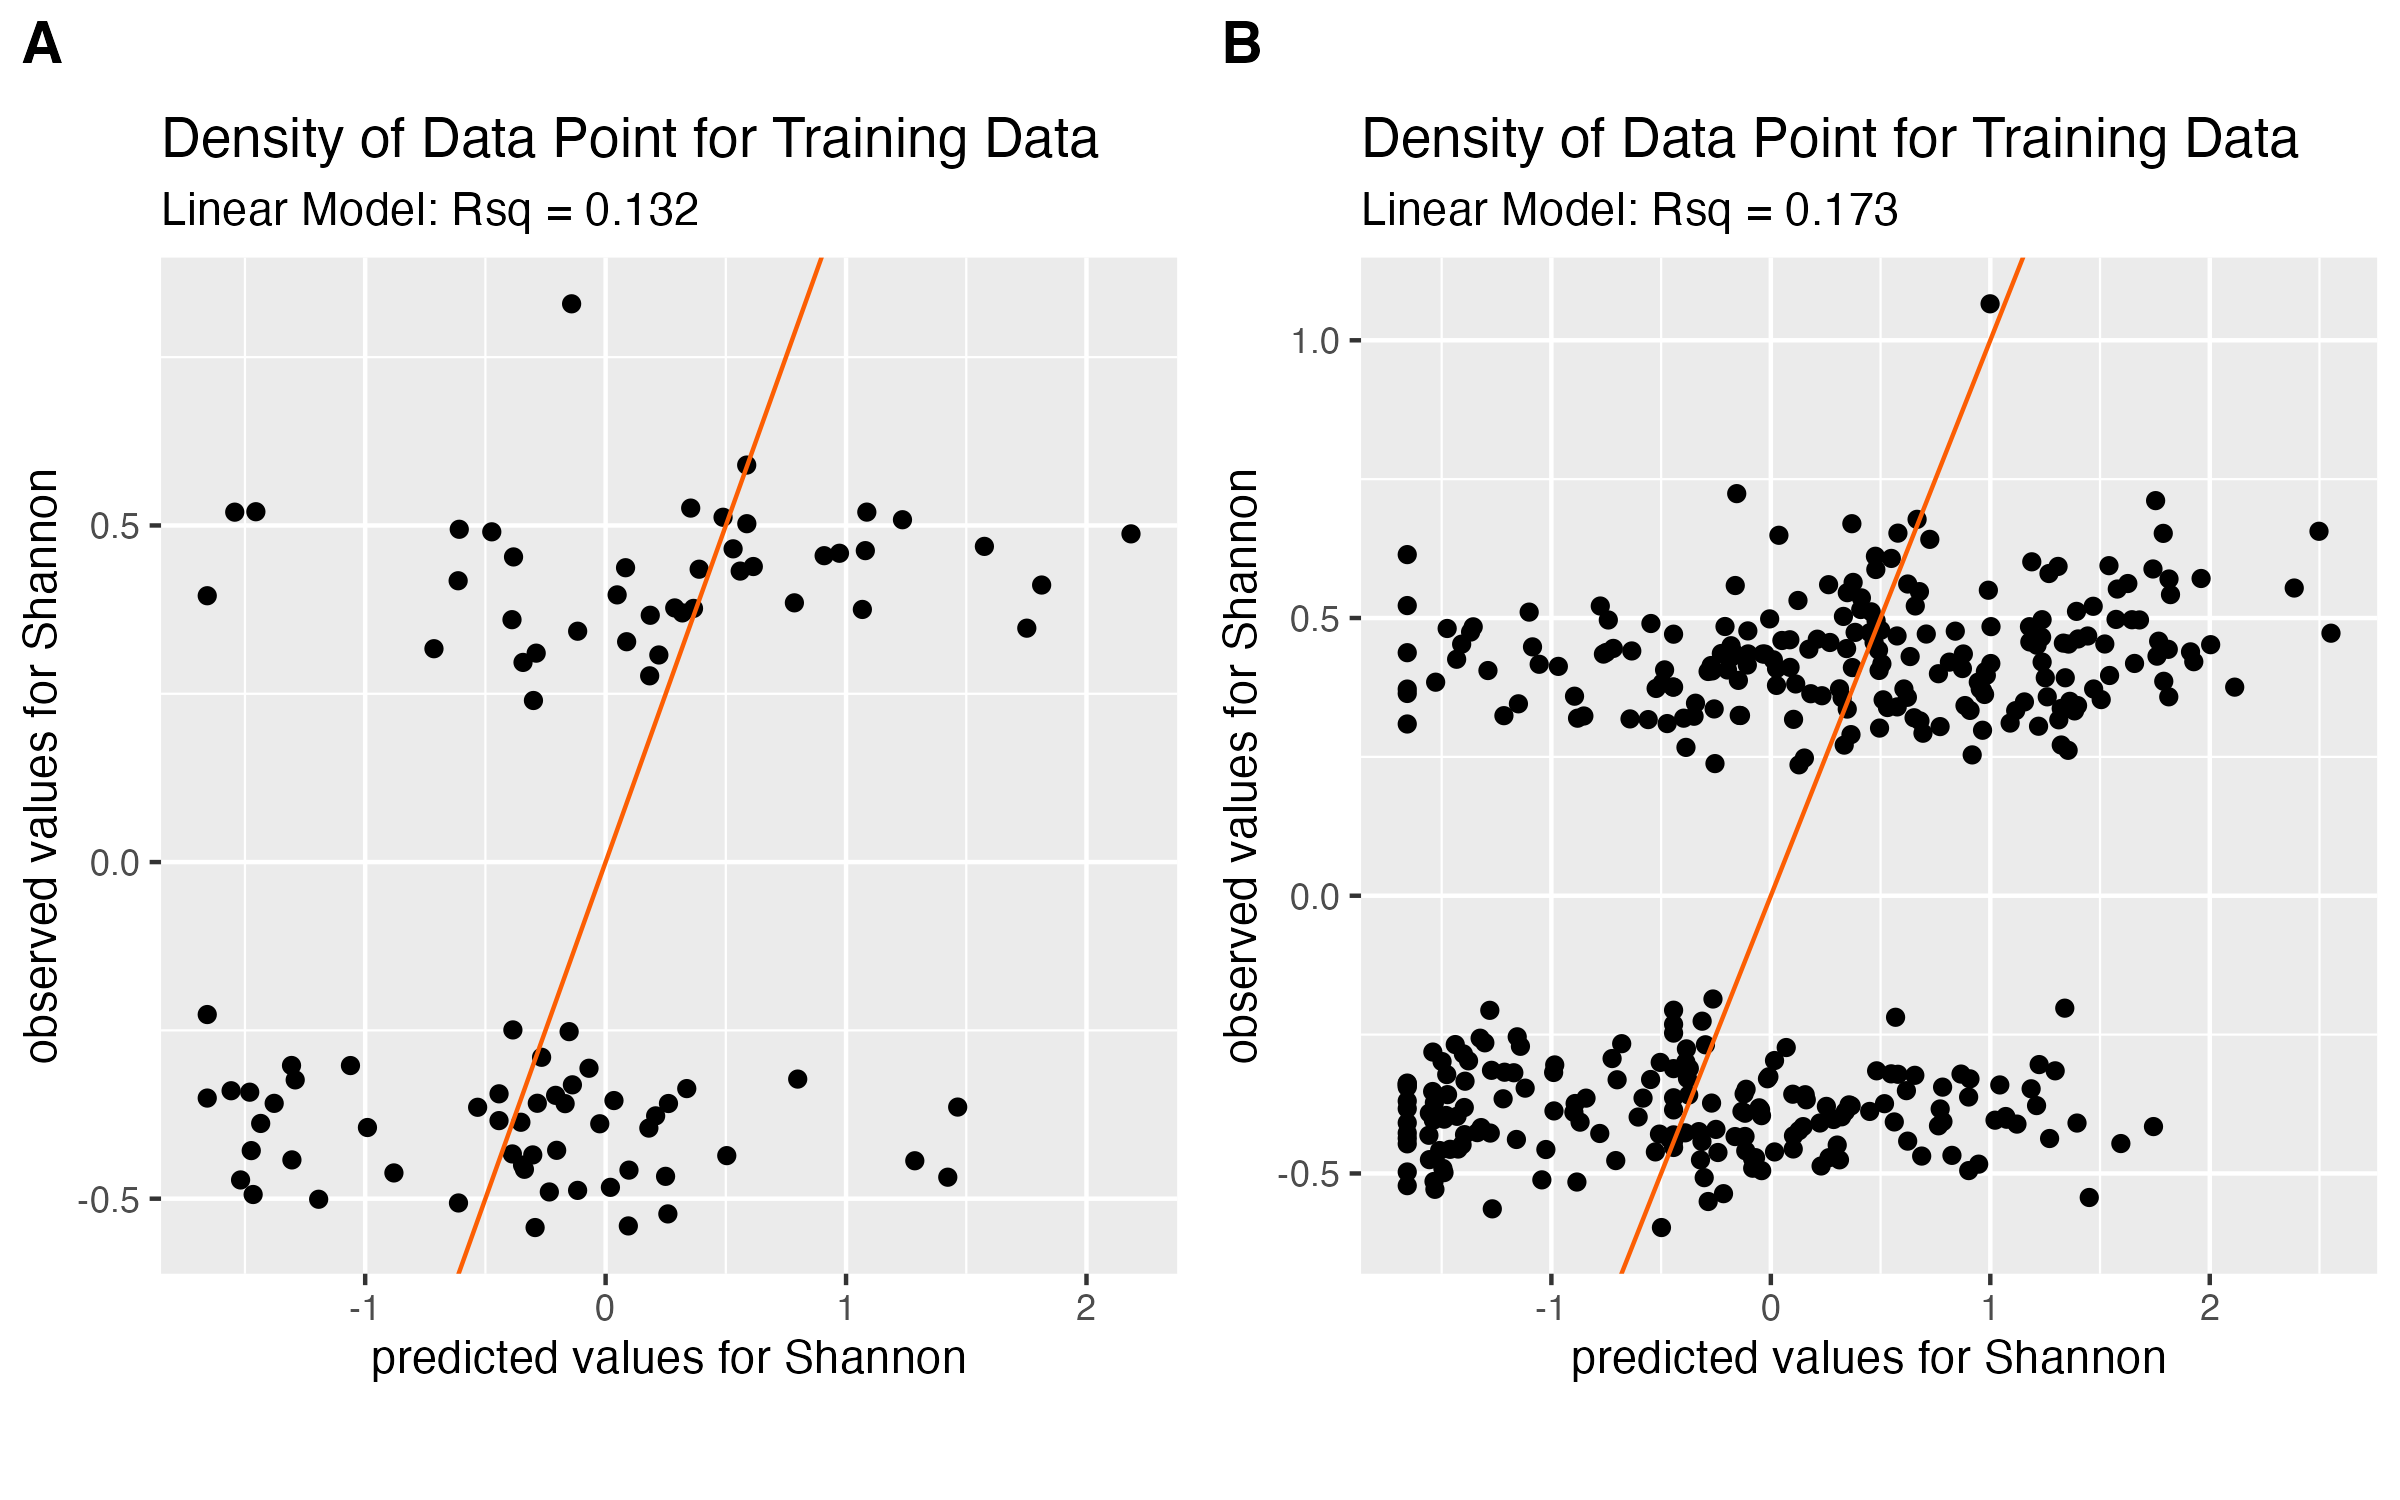 A
Density of Data Point for Training Data
Linear Model: Rsq = 0.132
observed values for Shannon
0.5
0.0
-0.5
-1 0 1 2
predicted values for Shannon
B
Density of Data Point for Training Data
Linear Model: Rsq = 0.173
observed values for Shannon
1.0
0.5
0.0
-0.5
-1 0 1 2
predicted values for Shannon